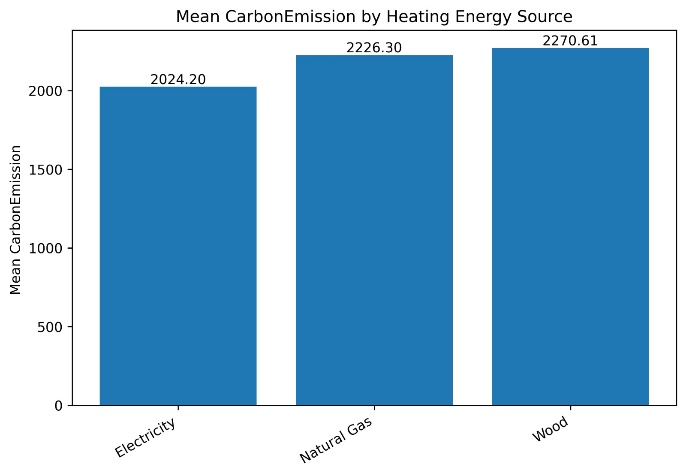 Mean CarbonEmission by Heating Energy Source
2270.61
2226.30
2024.20
2000
1500
1000
500
0
Mean CarbonEmission
Electricity
Natural Gas
Wood